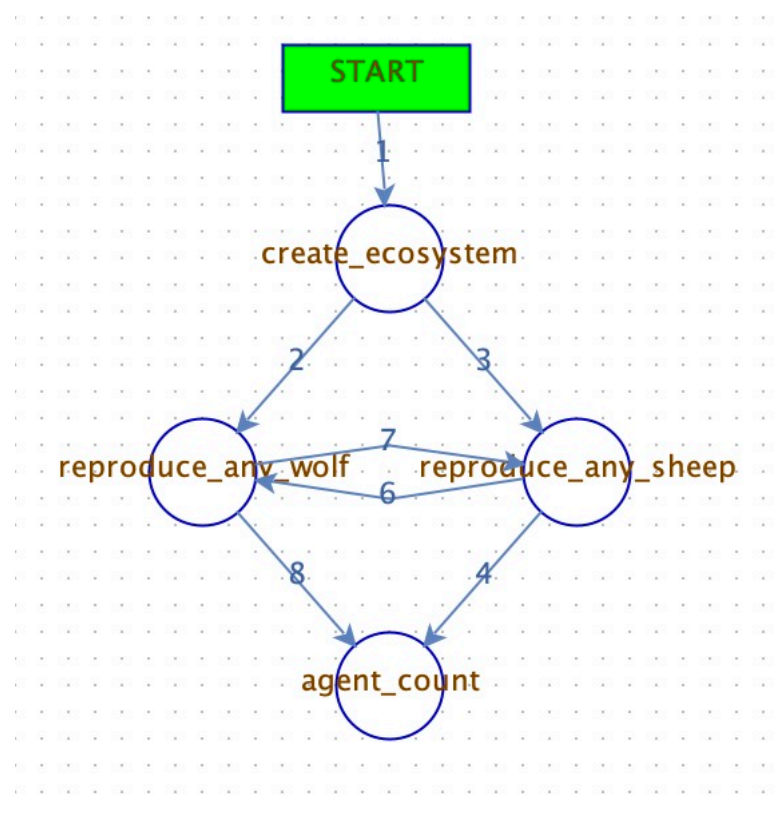 START
1
create_ecosystem
2
3
7
reproduce_any_wolf
reproduce_any_sheep
6
8
4
agent_count